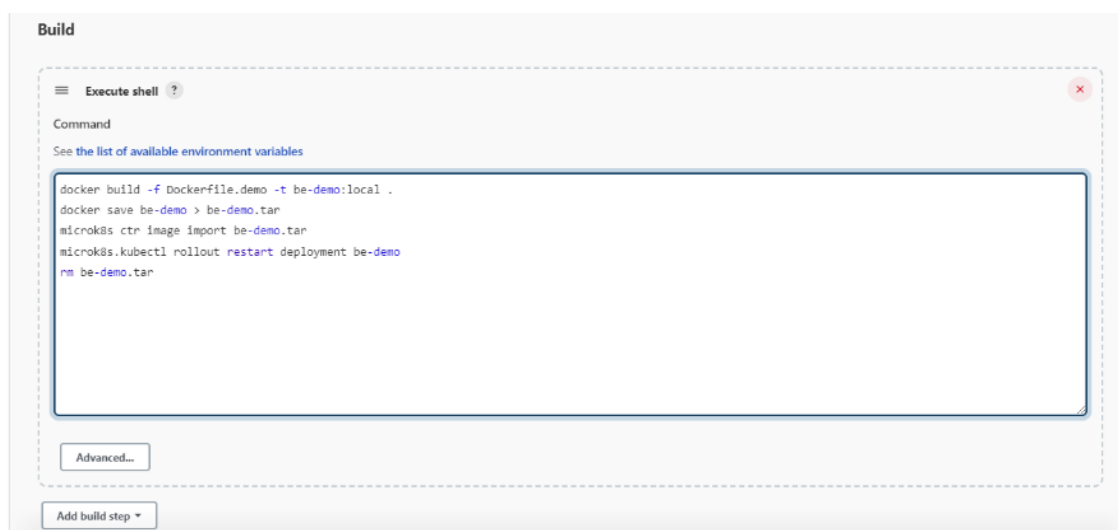 Build
Execute shell ?
Command
See the list of available environment variables
docker build -f Dockerfile.demo -t be-demo:local .
docker save be-demo > be-demo.tar
microk8s ctr image import be-demo.tar
microk8s.kubectl rollout restart deployment be-demo
rm be-demo.tar
Advanced...
Add build step